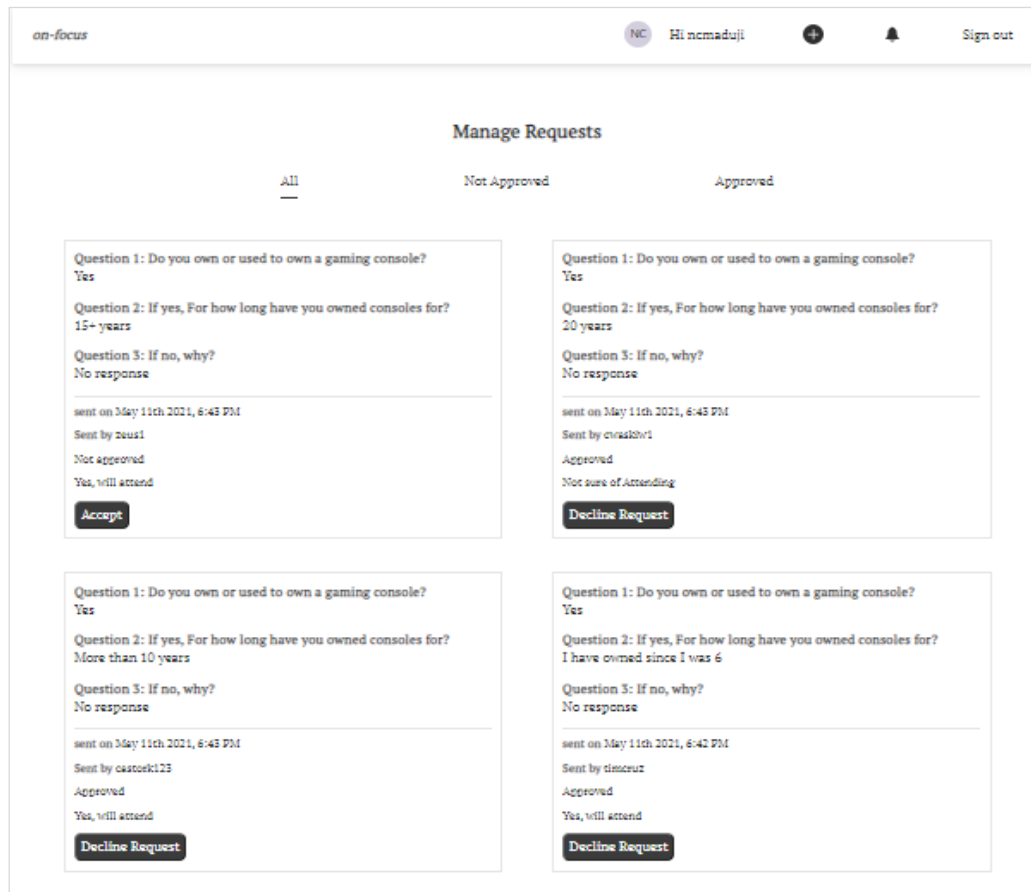 on-focus
NC
Hi ncmaduji
Sign out
Manage Requests
All
Not Approved
Approved
Question 1: Do you own or used to own a gaming console?
Yes
Question 2: If yes, For how long have you owned consoles for?
15+ years
Question 3: If no, why?
No response
sent on May 11th 2021, 6:43 PM
Sent by zeus1
Not approved
Yes, will attend
Accept
Question 1: Do you own or used to own a gaming console?
Yes
Question 2: If yes, For how long have you owned consoles for?
20 years
Question 3: If no, why?
No response
sent on May 11th 2021, 6:43 PM
Sent by cwaskiw1
Approved
Not sure of Attending
Decline Request
Question 1: Do you own or used to own a gaming console?
Yes
Question 2: If yes, For how long have you owned consoles for?
More than 10 years
Question 3: If no, why?
No response
sent on May 11th 2021, 6:43 PM
Sent by castork123
Approved
Yes, will attend
Decline Request
Question 1: Do you own or used to own a gaming console?
Yes
Question 2: If yes, For how long have you owned consoles for?
I have owned since I was 6
Question 3: If no, why?
No response
sent on May 11th 2021, 6:42 PM
Sent by timcruz
Approved
Yes, will attend
Decline Request